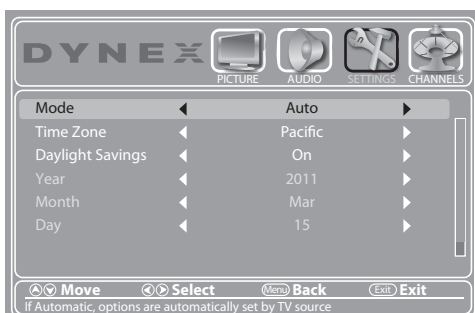 DYNEX
PICTURE AUDIO SETTINGS CHANNELS
Mode Auto
Time Zone Pacific
Daylight Savings On
Year 2011
Month Mar
Day 15
Move Select Menu Back Exit Exit
If Automatic, options are automatically set by TV source